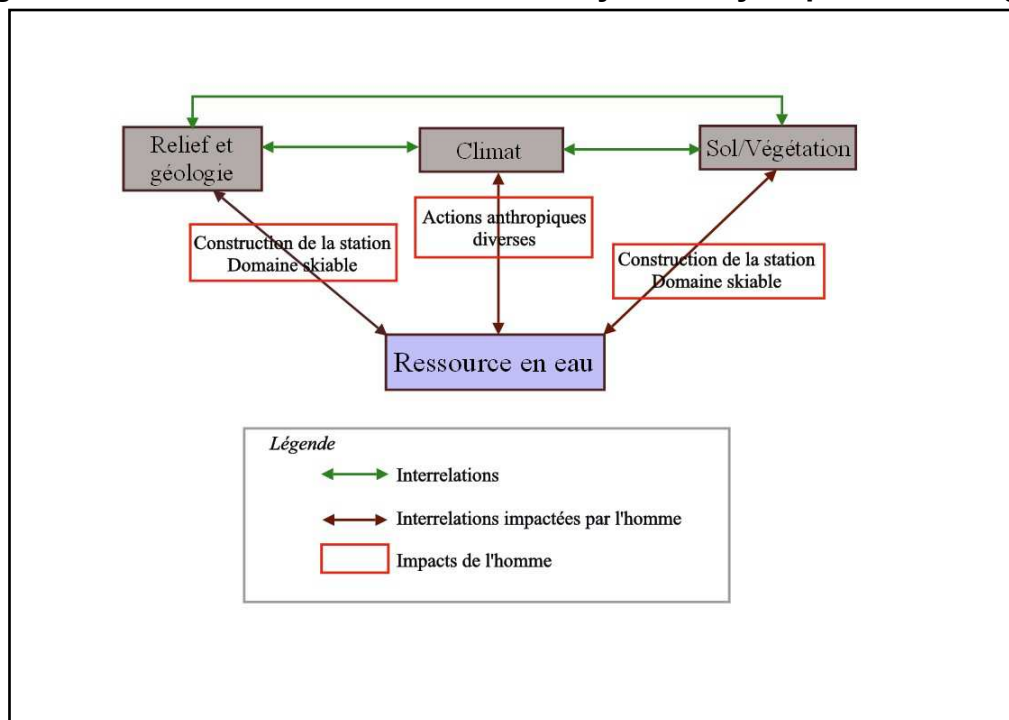 Relief et
géologie
Climat
Sol/Végétation
Actions anthropiques
diverses
Construction de la station
Domaine skiable
Construction de la station
Domaine skiable
Ressource en eau
Légende
Interrelations
Interrelations impactées par l'homme
Impacts de l'homme